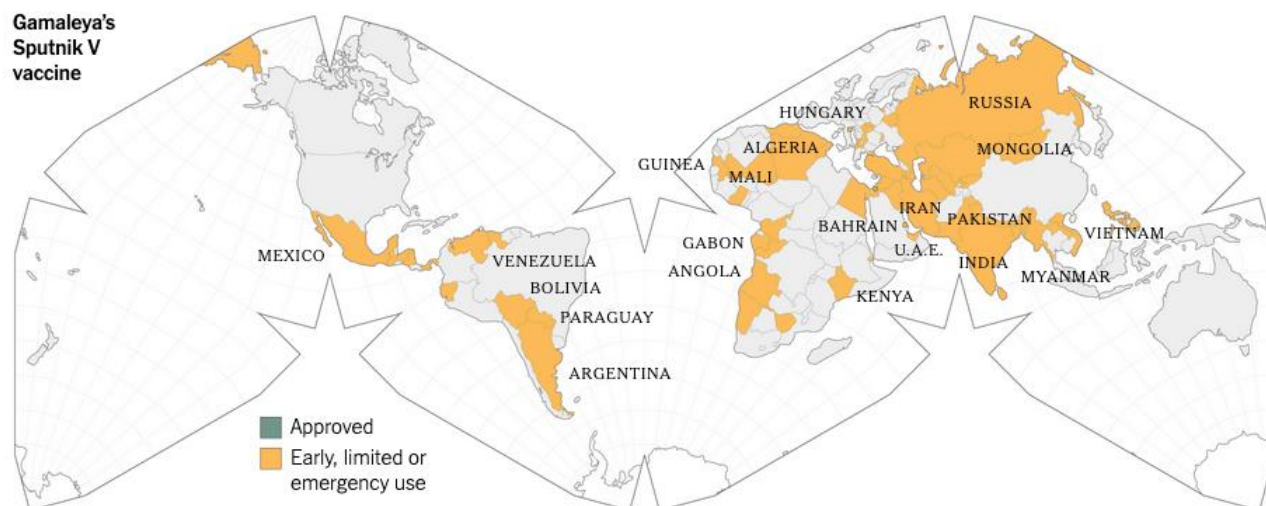 Gamaleya's
Sputnik V
vaccine
HUNGARY
RUSSIA
ALGERIA
MONGOLIA
GUINEA
MALI
IRAN
PAKISTAN
MEXICO
VENEZUELA
GABON
BAHRAIN
VIETNAM
U.A.E.
INDIA
BOLIVIA
ANGOLA
MYANMAR
KENYA
PARAGUAY
ARGENTINA
Approved
Early, limited or
emergency use